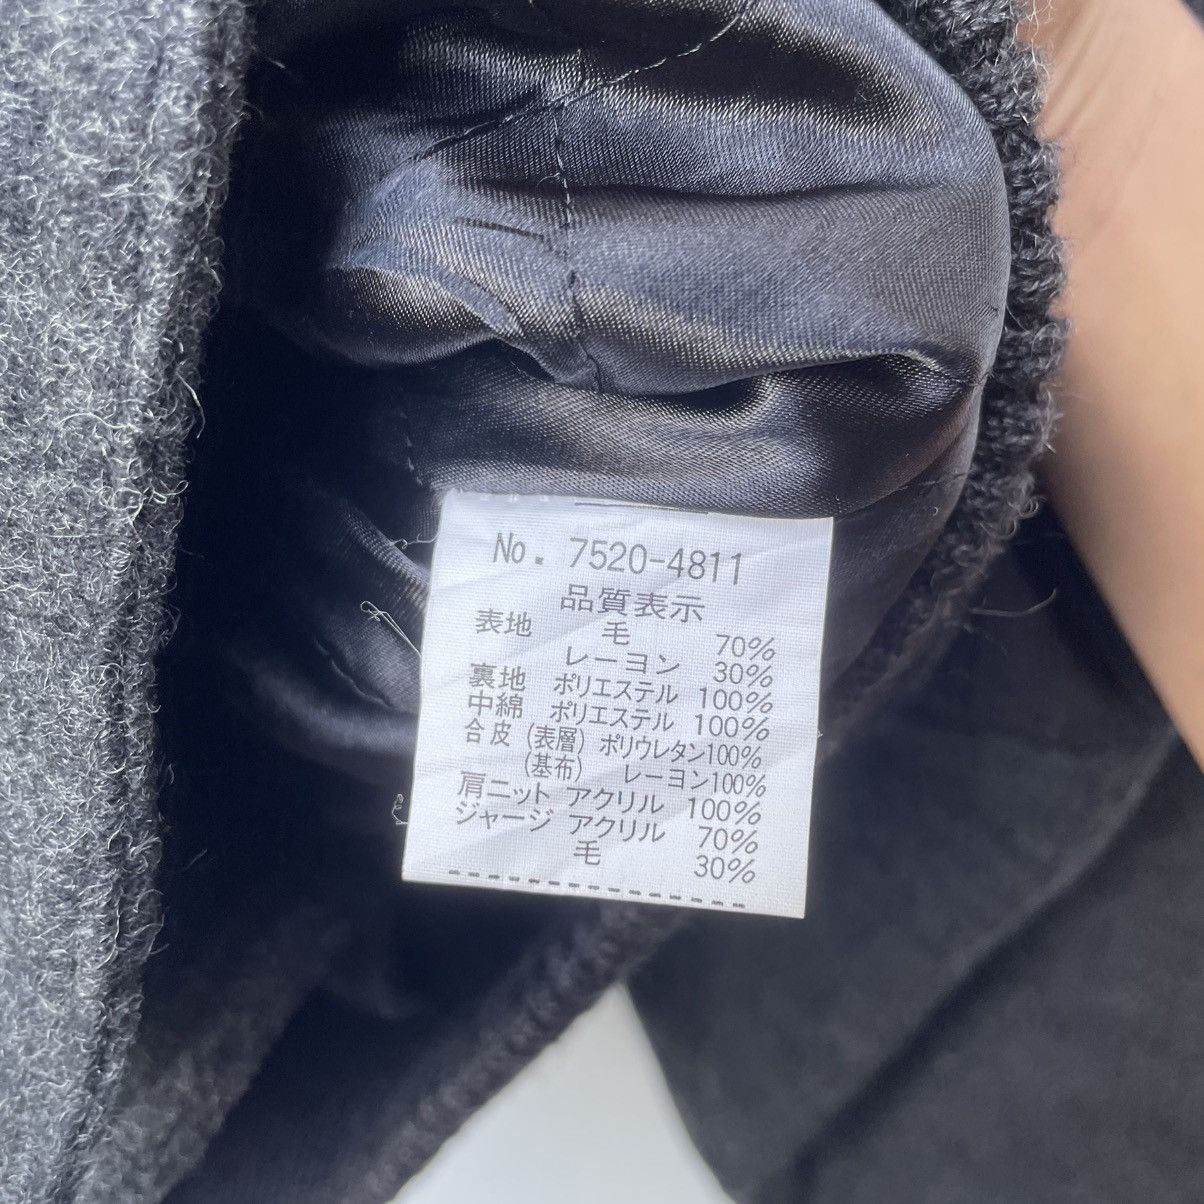 No. 7520-4811
品質表示
表地 毛 70%
レーヨン 30%
裏地 ポリエステル 100%
中綿 ポリエステル 100%
合皮 (表層) ポリウレタン100%
(基布) レーヨン100%
肩ニット アクリル 100%
ジャージ アクリル 70%
毛 30%